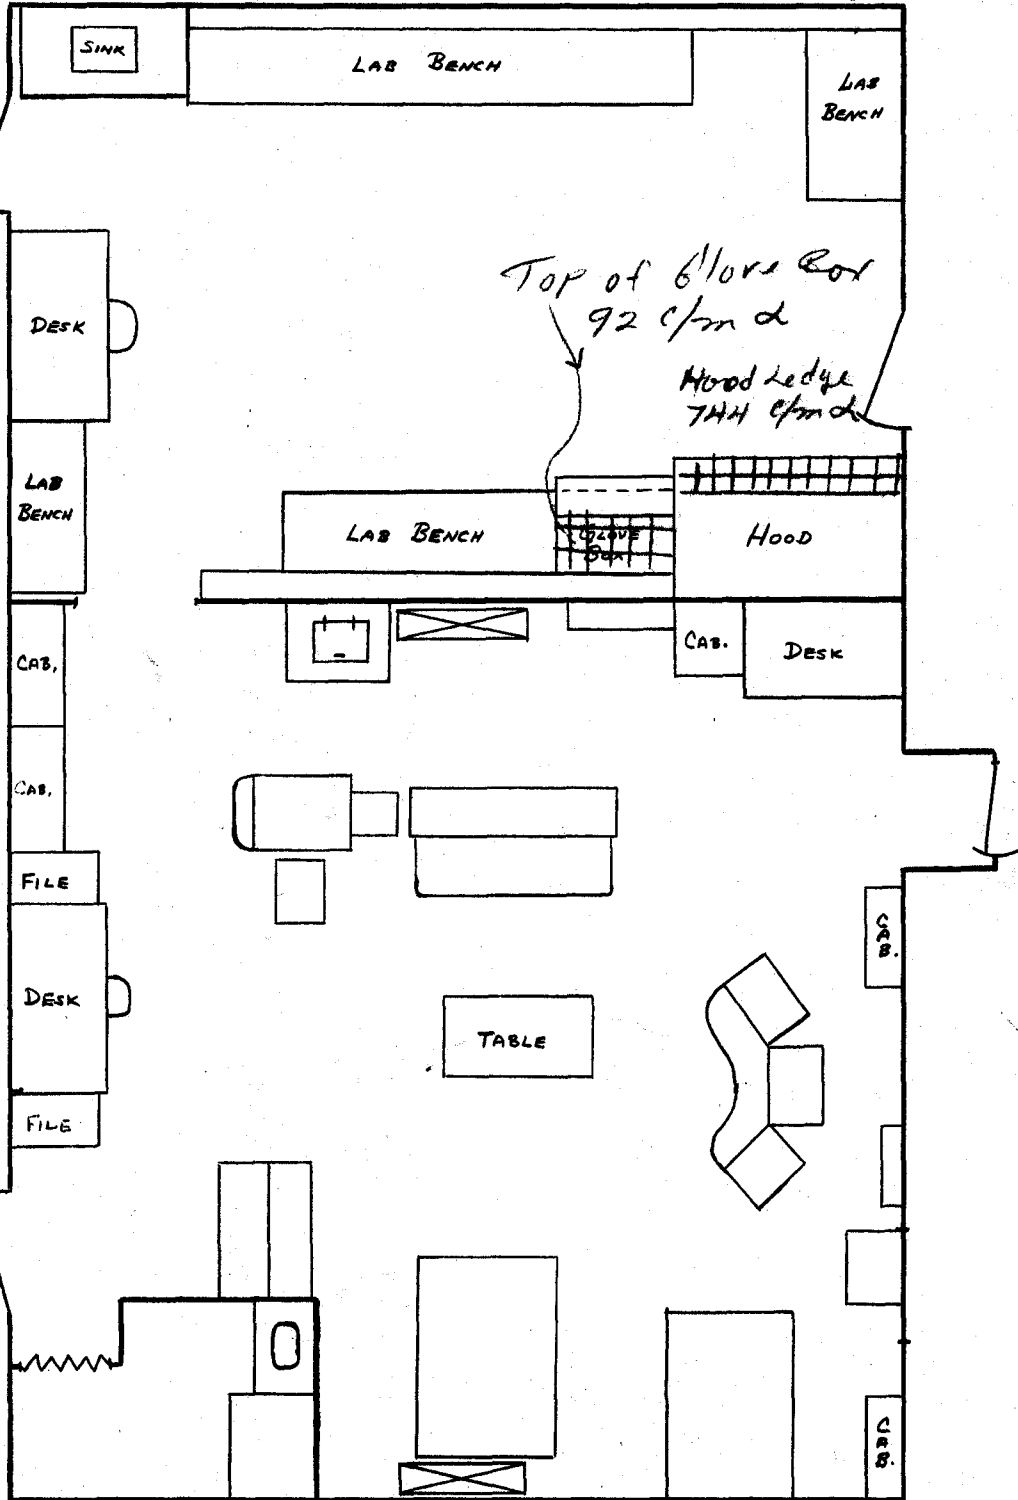 SINK
LAB BENCH
LAB
BENCH
Top of Glove Box
92 c/m α
DESK
Hood Ledge
744 c/m α
LAB
BENCH
LAB BENCH
GLOVE
BOX
HOOD
CAB.
CAB.
DESK
CAB.
FILE
CAB.
DESK
TABLE
FILE
CAB.